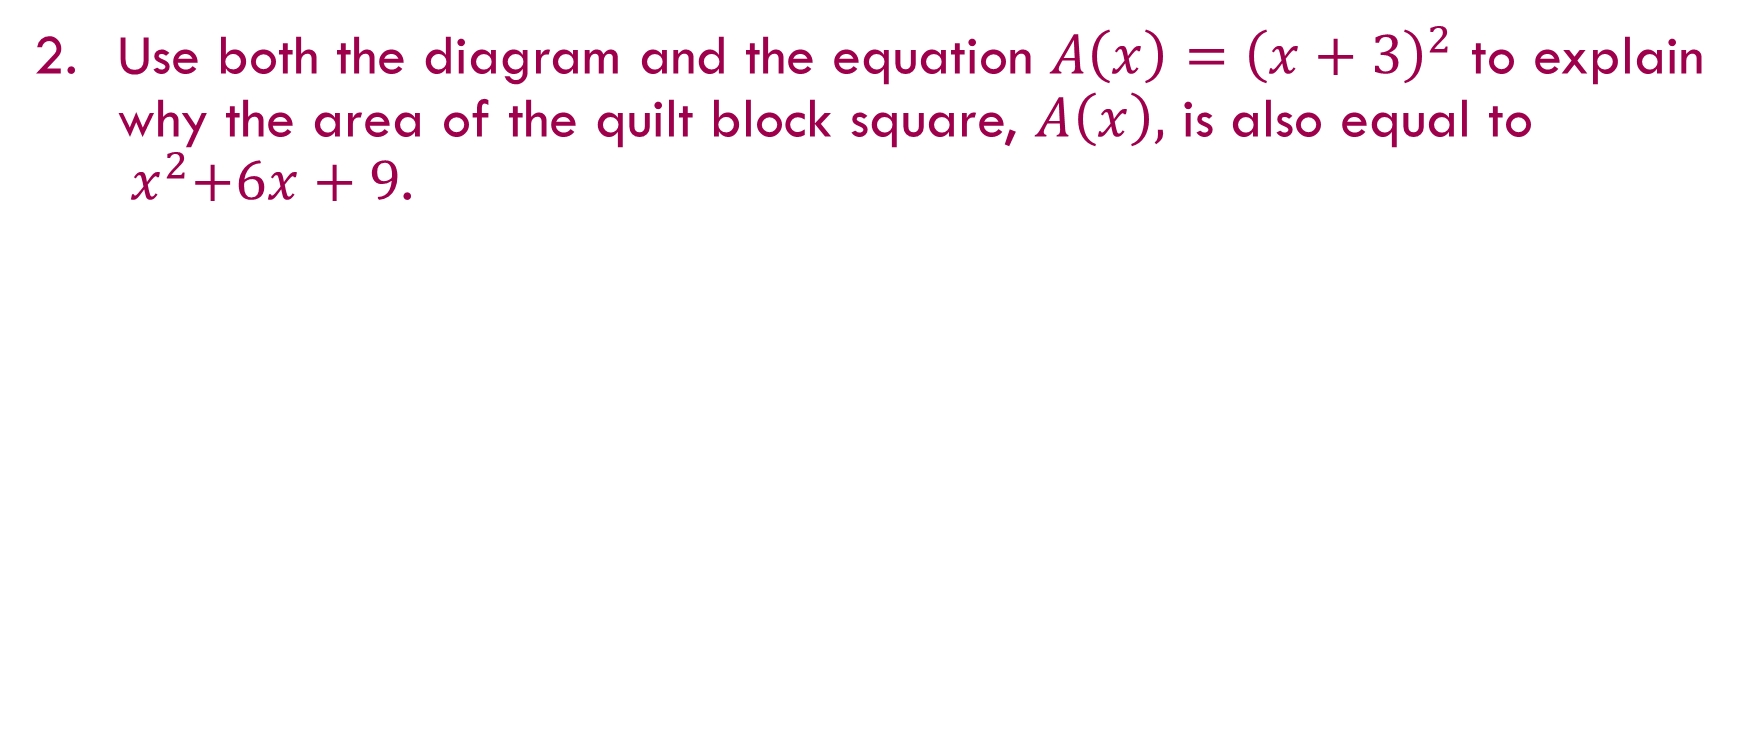 2. Use both the diagram and the equation 𝐴(𝑥) = (𝑥 + 3)² to explain
why the area of the quilt block square, 𝐴(𝑥), is also equal to
𝑥²+6𝑥 + 9.